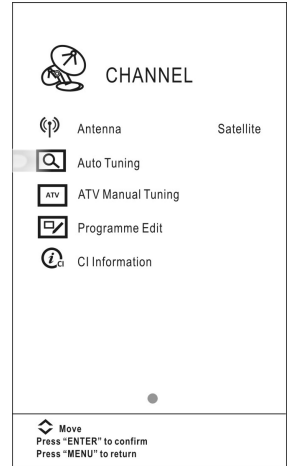 CHANNEL
Antenna Satellite
Auto Tuning
ATV ATV Manual Tuning
Programme Edit
CI CI Information
Move
Press “ENTER” to confirm
Press “MENU” to return